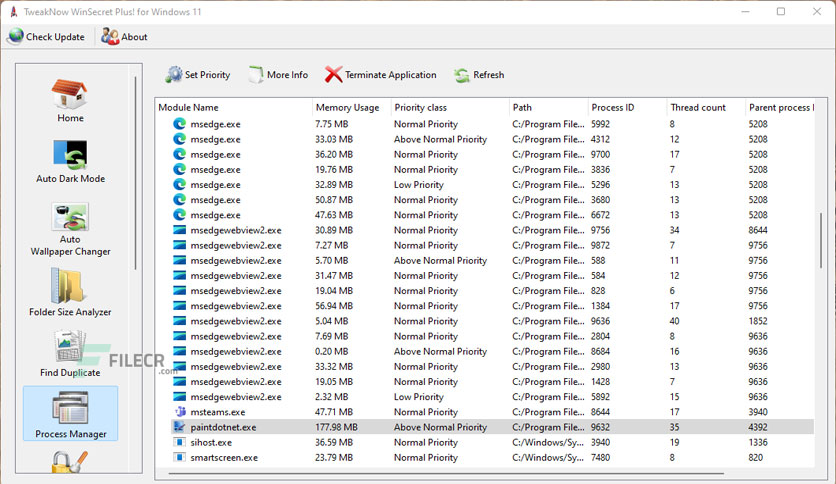 TweakNow WinSecret Plus! for Windows 11
Check Update About
Set Priority More Info Terminate Application Refresh
Home
Auto Dark Mode
Auto
Wallpaper Changer
Folder Size Analyzer
Find Duplicate
Process Manager
FILECR
.com
Module Name Memory Usage Priority class Path Process ID Thread count Parent process I
msedge.exe 7.75 MB Normal Priority C:/Program File... 5992 8 5208
msedge.exe 33.03 MB Above Normal Priority C:/Program File... 4312 12 5208
msedge.exe 36.20 MB Normal Priority C:/Program File... 9700 17 5208
msedge.exe 19.76 MB Normal Priority C:/Program File... 3836 7 5208
msedge.exe 32.89 MB Low Priority C:/Program File... 5296 13 5208
msedge.exe 50.87 MB Normal Priority C:/Program File... 3680 13 5208
msedge.exe 47.63 MB Normal Priority C:/Program File... 6672 13 5208
msedgewebview2.exe 30.89 MB Normal Priority C:/Program File... 9756 34 8644
msedgewebview2.exe 7.27 MB Normal Priority C:/Program File... 9872 7 9756
msedgewebview2.exe 5.70 MB Above Normal Priority C:/Program File... 588 11 9756
msedgewebview2.exe 31.47 MB Normal Priority C:/Program File... 584 12 9756
msedgewebview2.exe 19.04 MB Normal Priority C:/Program File... 828 6 9756
msedgewebview2.exe 56.94 MB Normal Priority C:/Program File... 1384 17 9756
msedgewebview2.exe 5.04 MB Normal Priority C:/Program File... 9636 40 1852
msedgewebview2.exe 7.69 MB Normal Priority C:/Program File... 2804 8 9636
msedgewebview2.exe 0.20 MB Above Normal Priority C:/Program File... 8684 16 9636
msedgewebview2.exe 33.32 MB Normal Priority C:/Program File... 2980 13 9636
msedgewebview2.exe 19.05 MB Normal Priority C:/Program File... 1428 7 9636
msedgewebview2.exe 2.32 MB Low Priority C:/Program File... 5892 15 9636
msteams.exe 47.71 MB Normal Priority C:/Program File... 8644 17 3940
paintdotnet.exe 177.98 MB Above Normal Priority C:/Program File... 9632 35 4392
sihost.exe 36.59 MB Normal Priority C:/Windows/Sy... 3940 19 1336
smartscreen.exe 23.79 MB Normal Priority C:/Windows/Sy... 7480 8 820